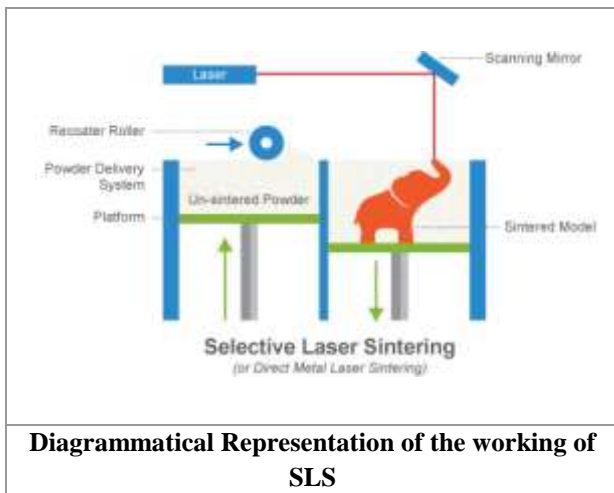 Laser
Scanning Mirror
Recoater Roller
Powder Delivery
System
Un-sintered Powder
Platform
Sintered Model
Selective Laser Sintering
(or Direct Metal Laser Sintering)
Diagrammatical Representation of the working of
SLS